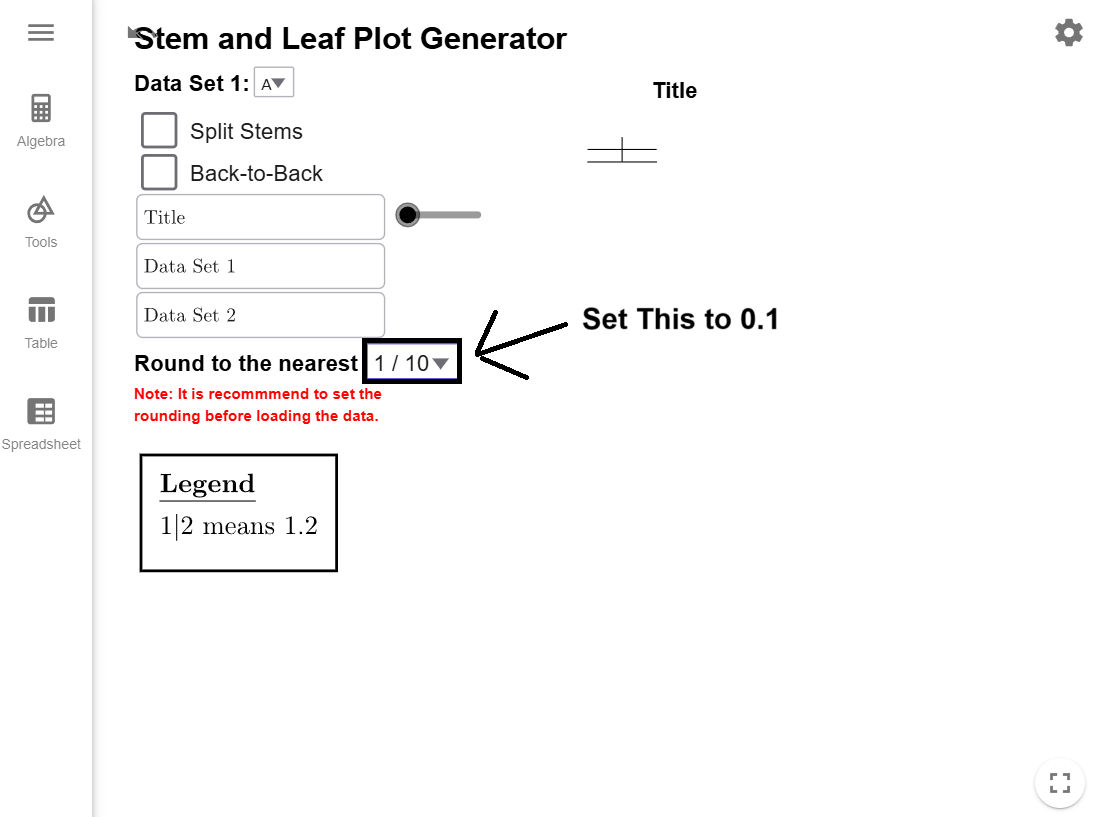 Stem and Leaf Plot Generator
Data Set 1: A
Title
Split Stems
Back-to-Back
Title
Data Set 1
Data Set 2
Set This to 0.1
Round to the nearest 1 / 10
Note: It is recommmend to set the
rounding before loading the data.
Legend
1|2 means 1.2
Algebra
Tools
Table
Spreadsheet